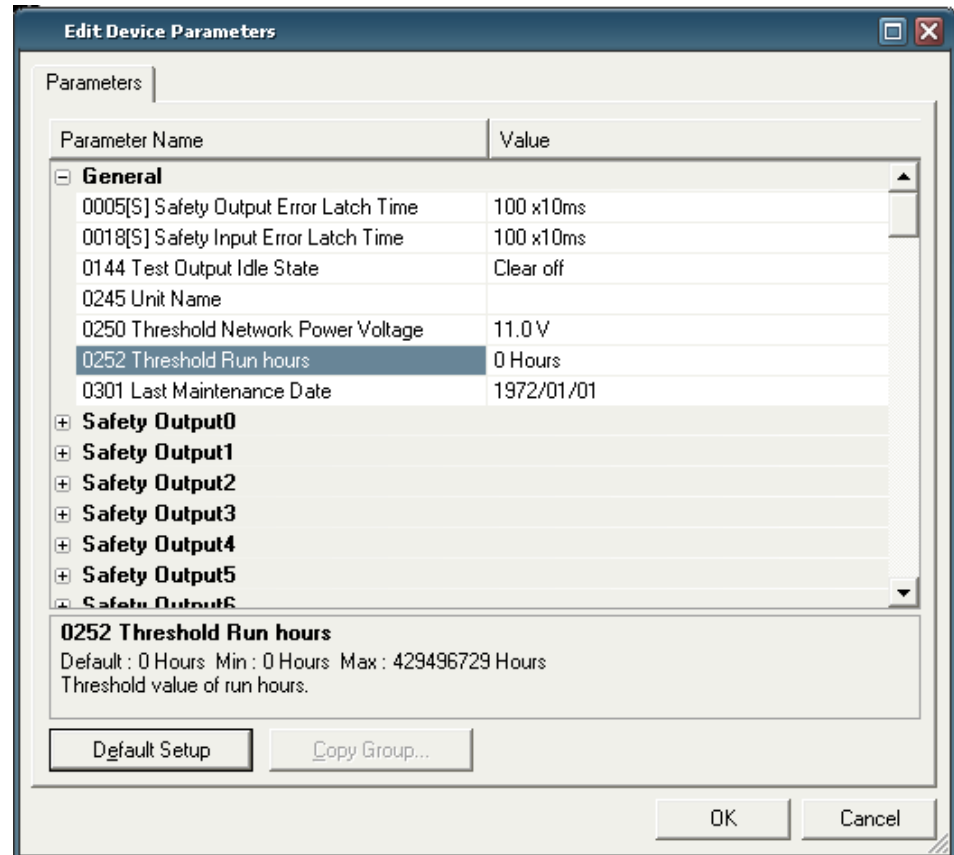 Edit Device Parameters
Parameters
Parameter Name Value
General
0005[S] Safety Output Error Latch Time 100 x10ms
0018[S] Safety Input Error Latch Time 100 x10ms
0144 Test Output Idle State Clear off
0245 Unit Name
0250 Threshold Network Power Voltage 11.0 V
0252 Threshold Run hours 0 Hours
0301 Last Maintenance Date 1972/01/01
Safety Output0
Safety Output1
Safety Output2
Safety Output3
Safety Output4
Safety Output5
Safety Output6
0252 Threshold Run hours
Default : 0 Hours Min : 0 Hours Max : 429496729 Hours
Threshold value of run hours.
Default Setup Copy Group...
OK Cancel